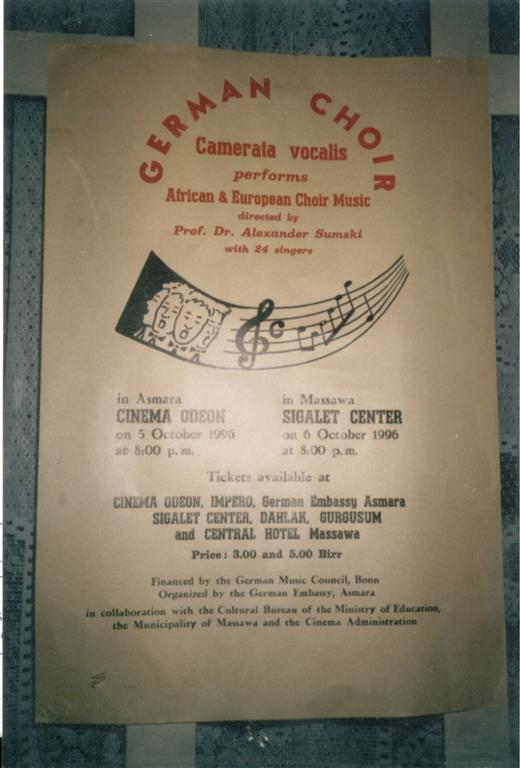 GERMAN CHOIR
Camerata vocalis
performs
African & European Choir Music
directed by
Prof. Dr. Alexander Sumski
with 24 singers
in Asmara
CINEMA ODEON
on 5 October 1996
at 8:00 p.m.
in Massawa
SIGALET CENTER
on 6 October 1996
at 8:00 p.m.
Tickets available at
CINEMA ODEON, IMPERO, German Embassy Asmara
SIGALET CENTER, DAHLAK, GURGUSUM
and CENTRAL HOTEL Massawa
Price: 3.00 and 5.00 Birr
Financed by the German Music Council, Bonn
Organized by the German Embassy, Asmara
in collaboration with the Cultural Bureau of the Ministry of Education,
the Municipality of Massawa and the Cinema Administration